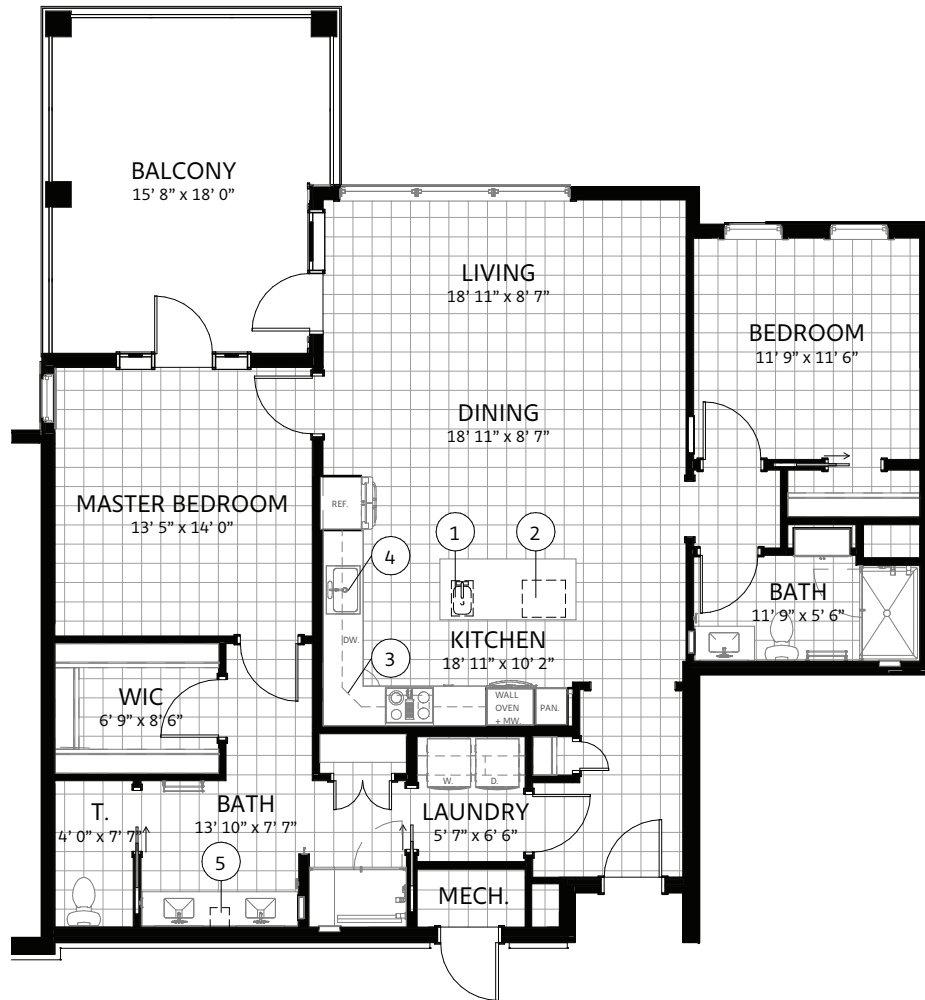 BALCONY
15’ 8” x 18’ 0”
LIVING
18’ 11” x 8’ 7”
BEDROOM
11’ 9” x 11’ 6”
DINING
18’ 11” x 8’ 7”
MASTER BEDROOM
13’ 5” x 14’ 0”
REF.
1
2
4
BATH
11’ 9” x 5’ 6”
DW.
KITCHEN
18’ 11” x 10’ 2”
3
WALL
OVEN
+ MW.
PAN.
WIC
6’ 9” x 8’ 6”
W.
D.
T.
4’ 0” x 7’ 7”
BATH
13’ 10” x 7’ 7”
LAUNDRY
5’ 7” x 6’ 6”
5
MECH.